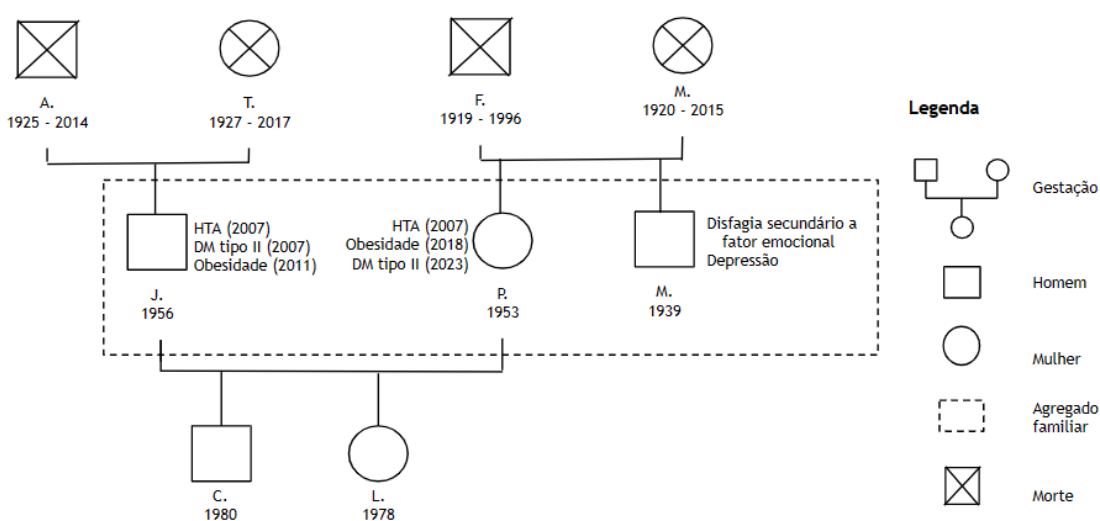 A.
1925 - 2014
T.
1927 - 2017
F.
1919 - 1996
M.
1920 - 2015
HTA (2007)
DM tipo II (2007)
Obesidade (2011)
J.
1956
HTA (2007)
Obesidade (2018)
DM tipo II (2023)
P.
1953
Disfagia secundário a
fator emocional
Depressão
M.
1939
C.
1980
L.
1978
Legenda
Gestação
Homem
Mulher
Agregado
familiar
Morte